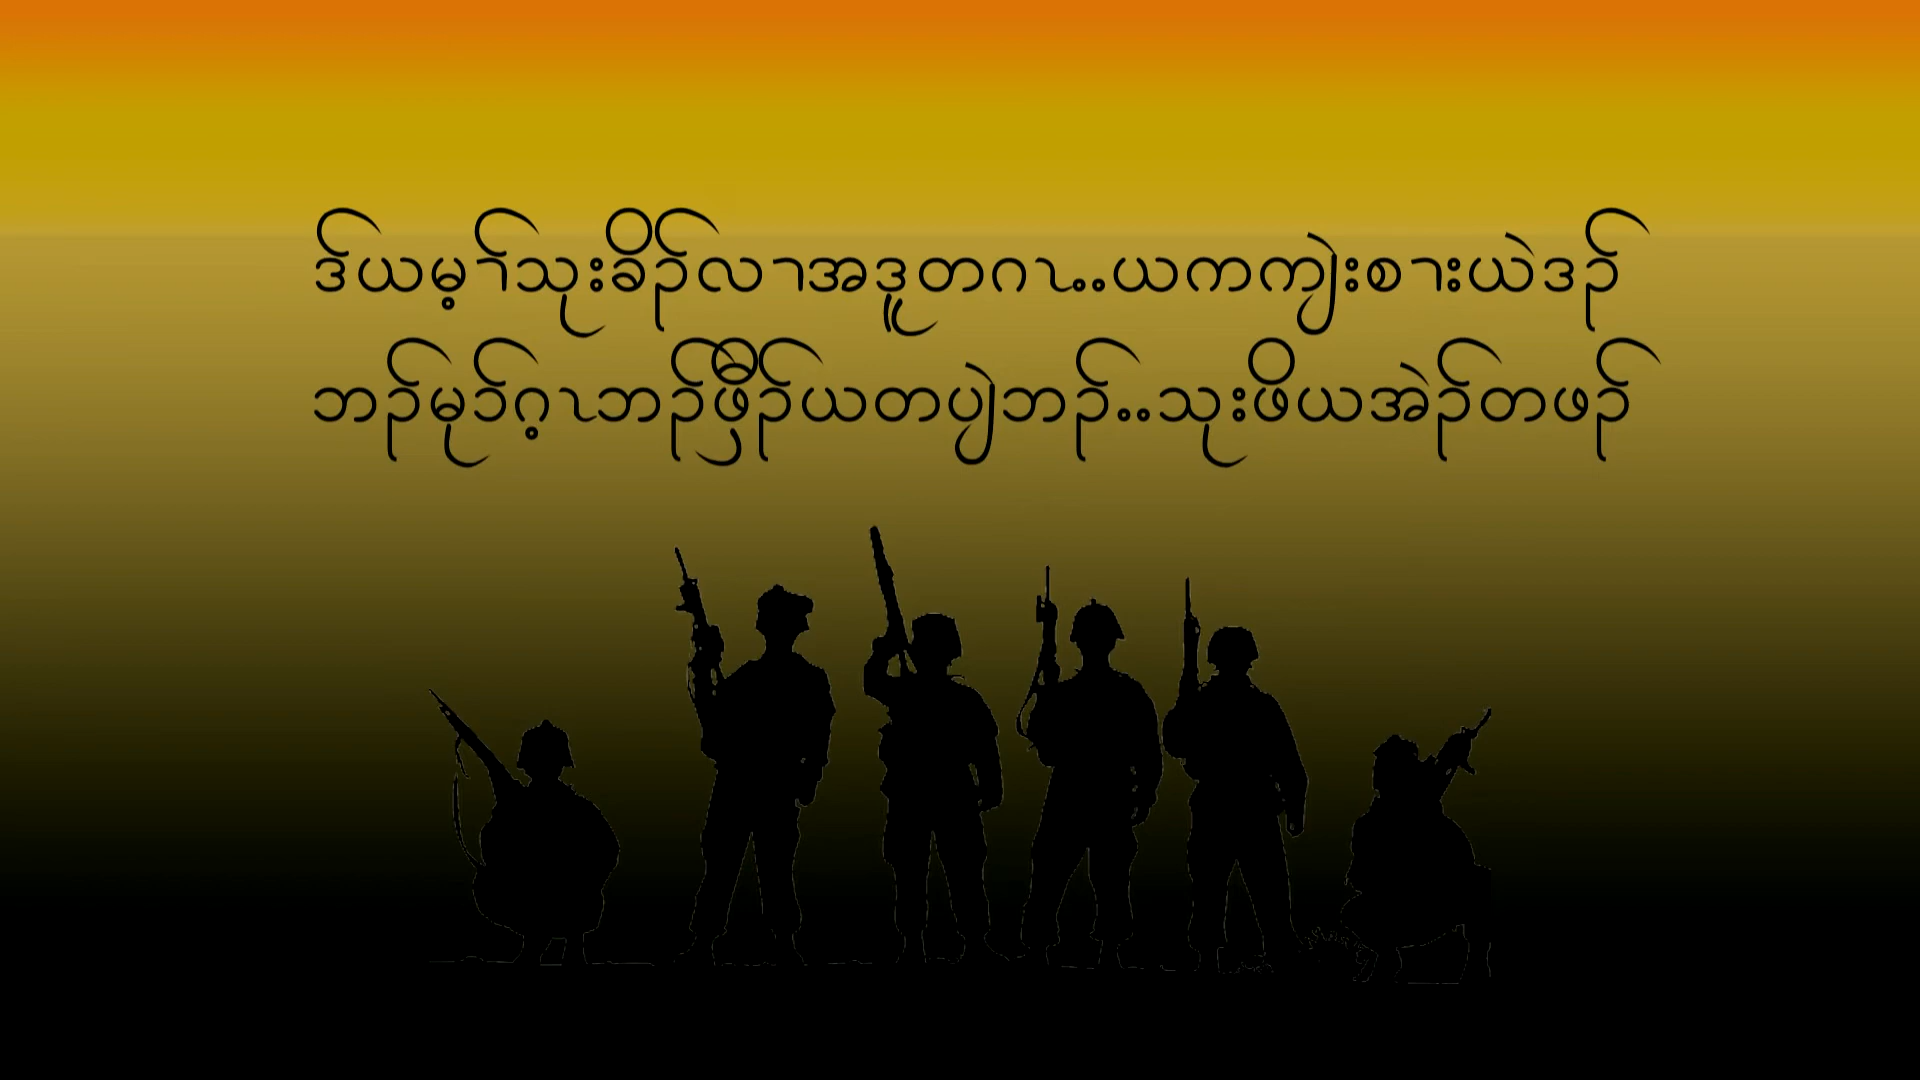 ဒ်ယမ့ၢ်သုးခိၣ်လၢအဒူတဂၤ..ယကကျဲးစၢးယဲဒၣ်
ဘၣ်မုၥ်ဂ့ၤဘၣ်ဖှီၣ်ယတပျဲဘၣ်..သုးဖိယအဲၣ်တဖၣ်